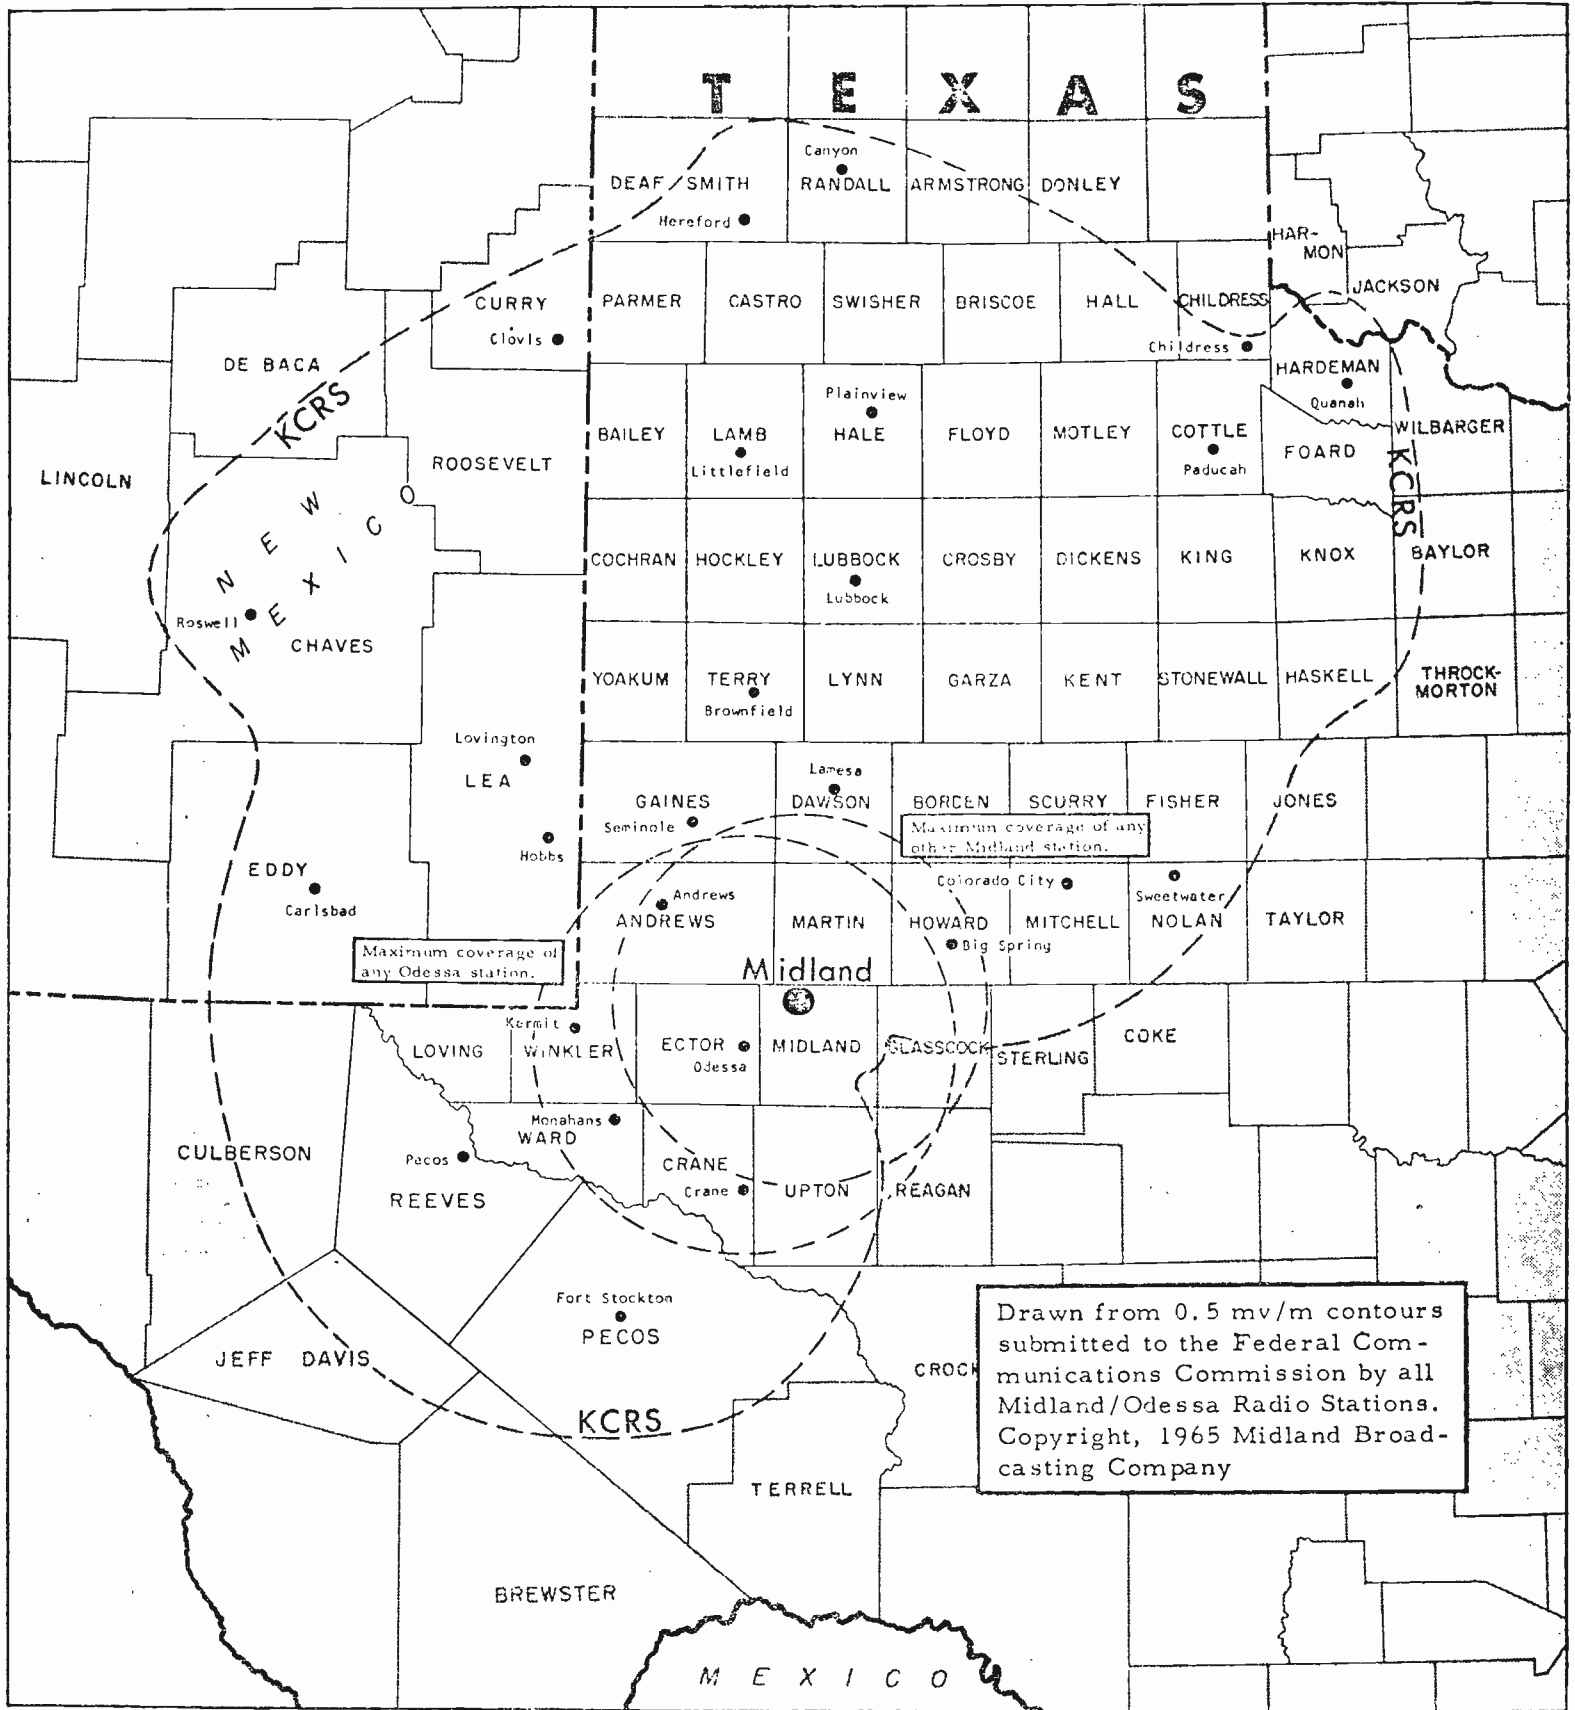 TEXAS
Canyon
DEAF SMITH
RANDALL
ARMSTRONG
DONLEY
Hereford
HAR-
MON
JACKSON
CURRY
PARMER
CASTRO
SWISHER
BRISCOE
HALL
CHILDRESS
Clovis
Childress
DE BACA
HARDEMAN
Quanah
KCRS
Plainview
BAILEY
LAMB
HALE
FLOYD
MOTLEY
COTTLE
WILBARGER
Littlefield
Paducah
FOARD
KCRS
LINCOLN
ROOSEVELT
NEW
MEXICO
COCHRAN
HOCKLEY
LUBBOCK
CROSBY
DICKENS
KING
KNOX
BAYLOR
Lubbock
Roswell
CHAVES
YOAKUM
TERRY
LYNN
GARZA
KENT
STONEWALL
HASKELL
THROCK-
MORTON
Brownfield
Lovington
LEA
Lamesa
GAINES
DAWSON
BORDEN
SCURRY
FISHER
JONES
Seminole
Maximum coverage of any
other Midland station.
Hobbs
EDDY
Carlsbad
Andrews
ANDREWS
MARTIN
Colorado City
HOWARD
MITCHELL
Sweetwater
NOLAN
TAYLOR
Big Spring
Maximum coverage of
any Odessa station.
Midland
Kermit
LOVING
WINKLER
ECTOR
Odessa
MIDLAND
GLASSCOCK
STERLING
COKE
Monahans
WARD
CULBERSON
Pecos
REEVES
CRANE
Crane
UPTON
REAGAN
Fort Stockton
PECOS
JEFF DAVIS
CROCK
KCRS
TERRELL
Drawn from 0.5 mv/m contours
submitted to the Federal Com-
munications Commission by all
Midland/Odessa Radio Stations.
Copyright, 1965 Midland Broad-
casting Company
BREWSTER
MEXICO